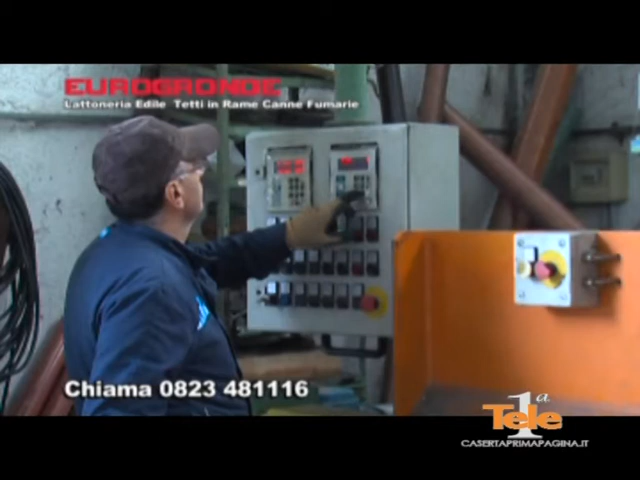 EUROGRONDE
Lattoneria Edile Tetti in Rame Canne Fumarie
Chiama 0823 481116
1a Tele
CASERTAPRIMAPAGINA.IT